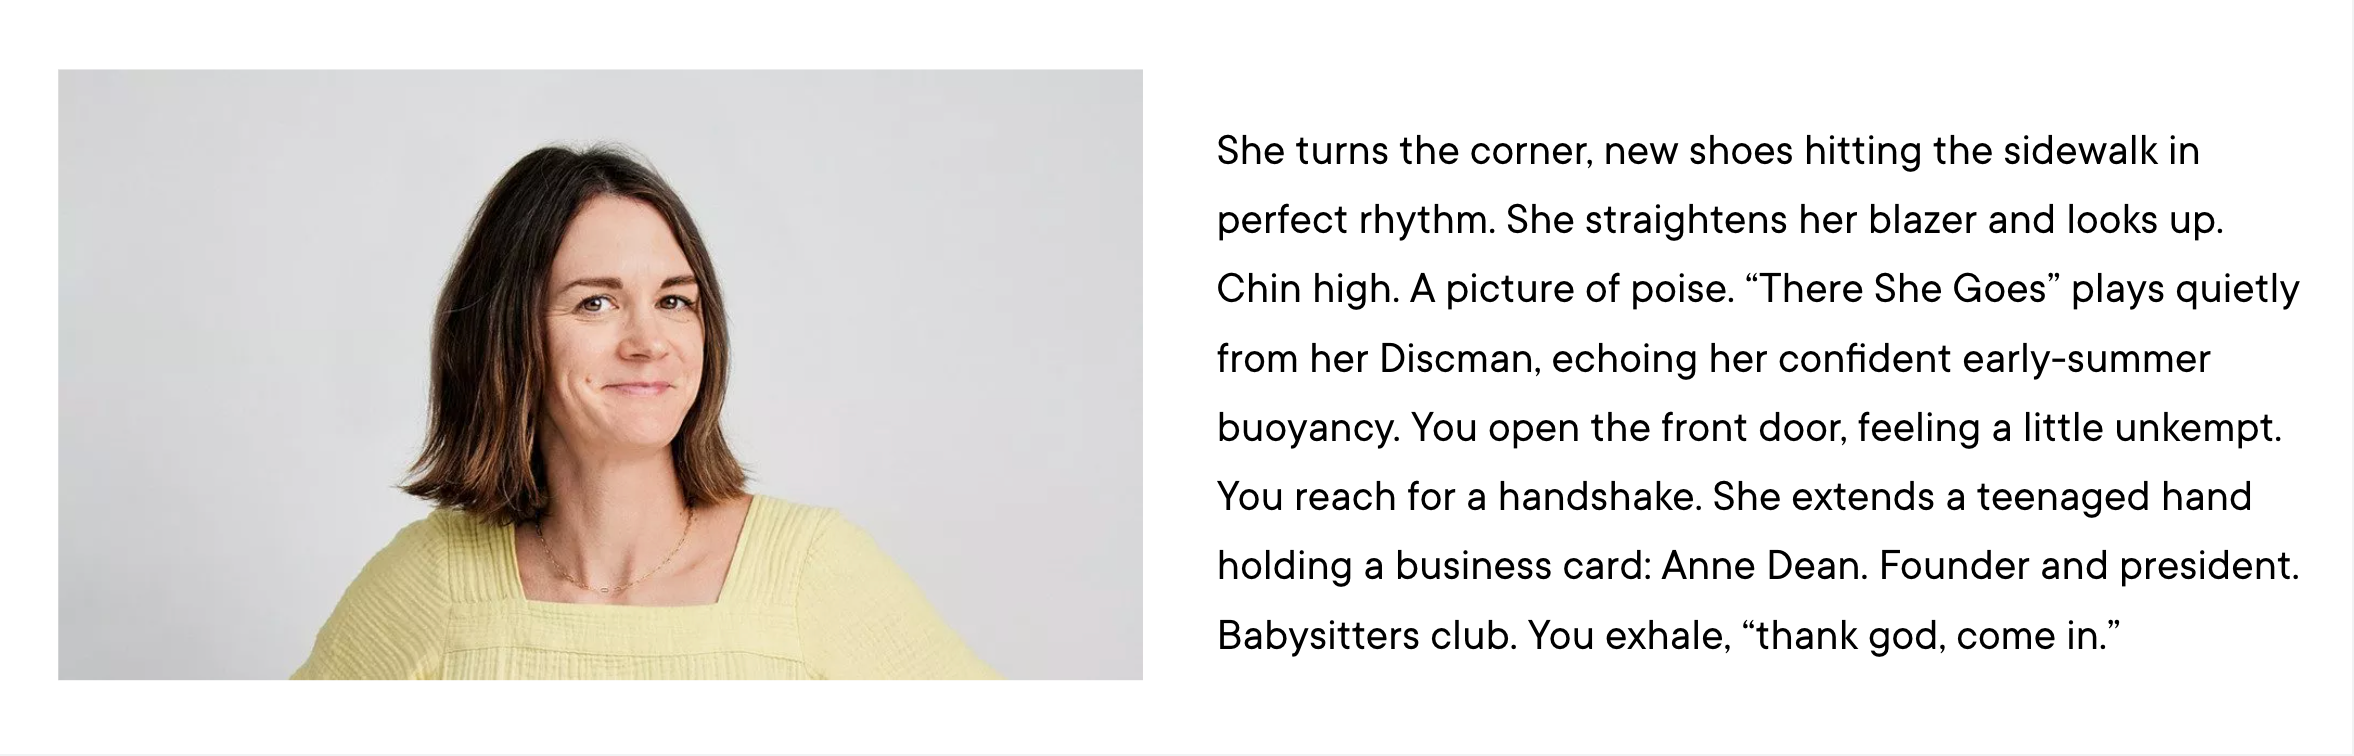 She turns the corner, new shoes hitting the sidewalk in
perfect rhythm. She straightens her blazer and looks up.
Chin high. A picture of poise. “There She Goes” plays quietly
from her Discman, echoing her confident early-summer
buoyancy. You open the front door, feeling a little unkempt.
You reach for a handshake. She extends a teenaged hand
holding a business card: Anne Dean. Founder and president.
Babysitters club. You exhale, “thank god, come in.”